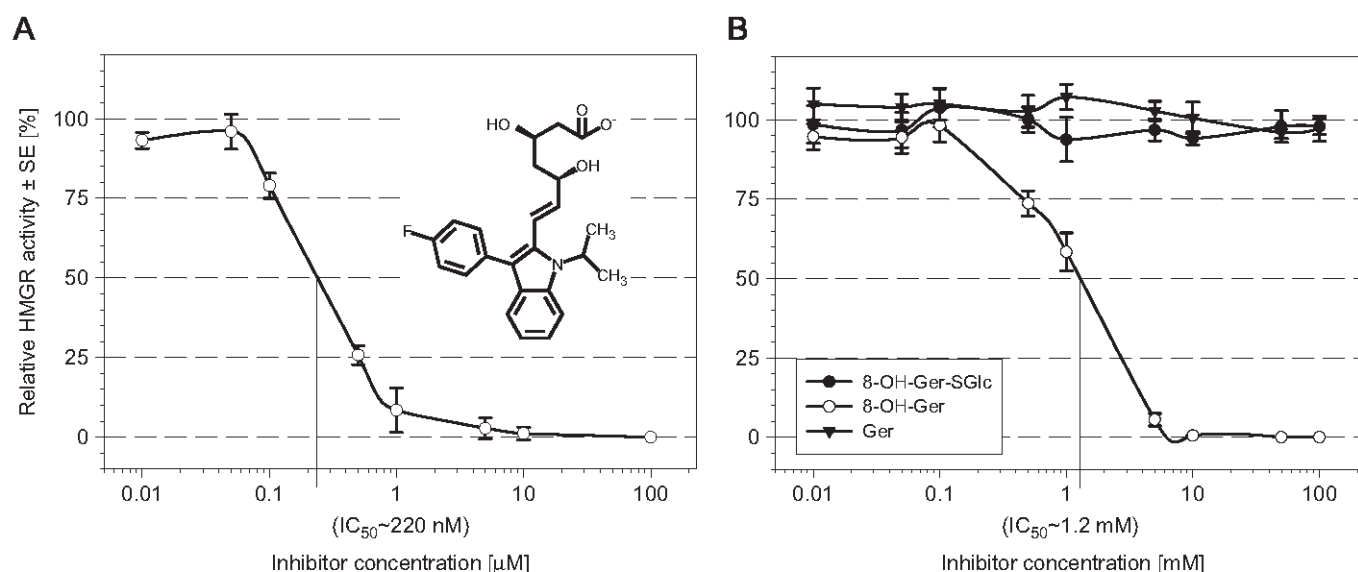 A
Relative HMGR activity ± SE [%]
100
75
50
25
0
HO
O
O-
OH
F
N
CH3
CH3
0.01 0.1 1 10 100
(IC50~220 nM)
Inhibitor concentration [µM]
B
100
75
50
25
0
8-OH-Ger-SGlc
8-OH-Ger
Ger
0.01 0.1 1 10 100
(IC50~1.2 mM)
Inhibitor concentration [mM]